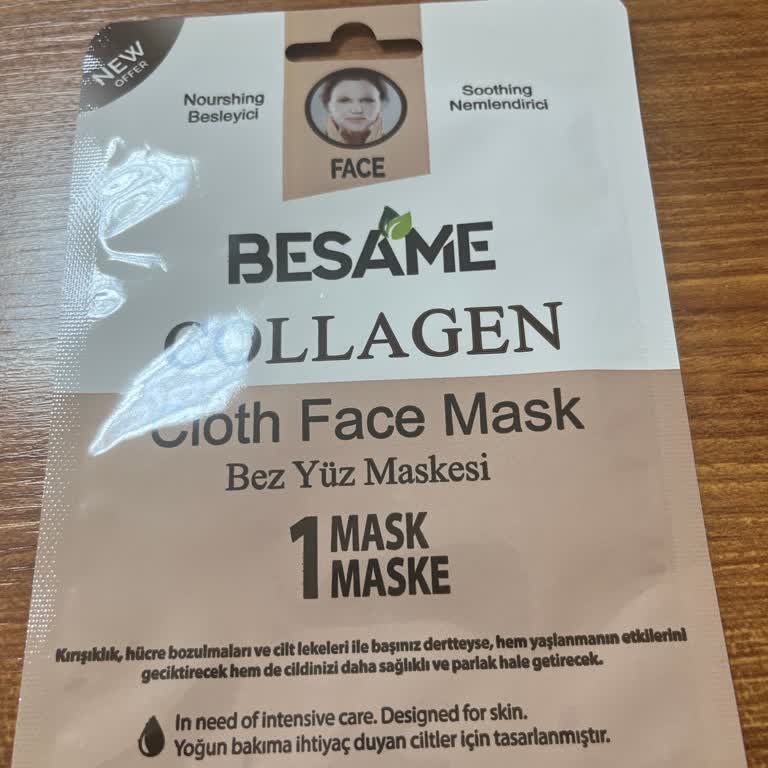 NEW
OFFER
Nourshing
Besleyici
Soothing
Nemlendirici
FACE
BESAME
COLLAGEN
Cloth Face Mask
Bez Yüz Maskesi
1 MASK
MASKE
Kırışıklık, hücre bozulmaları ve cilt lekeleri ile başınız dertteyse, hem yaşlanmanın etkilerini
geciktirecek hem de cildinizi daha sağlıklı ve parlak hale getirecek.
In need of intensive care. Designed for skin.
Yoğun bakıma ihtiyaç duyan ciltler için tasarlanmıştır.